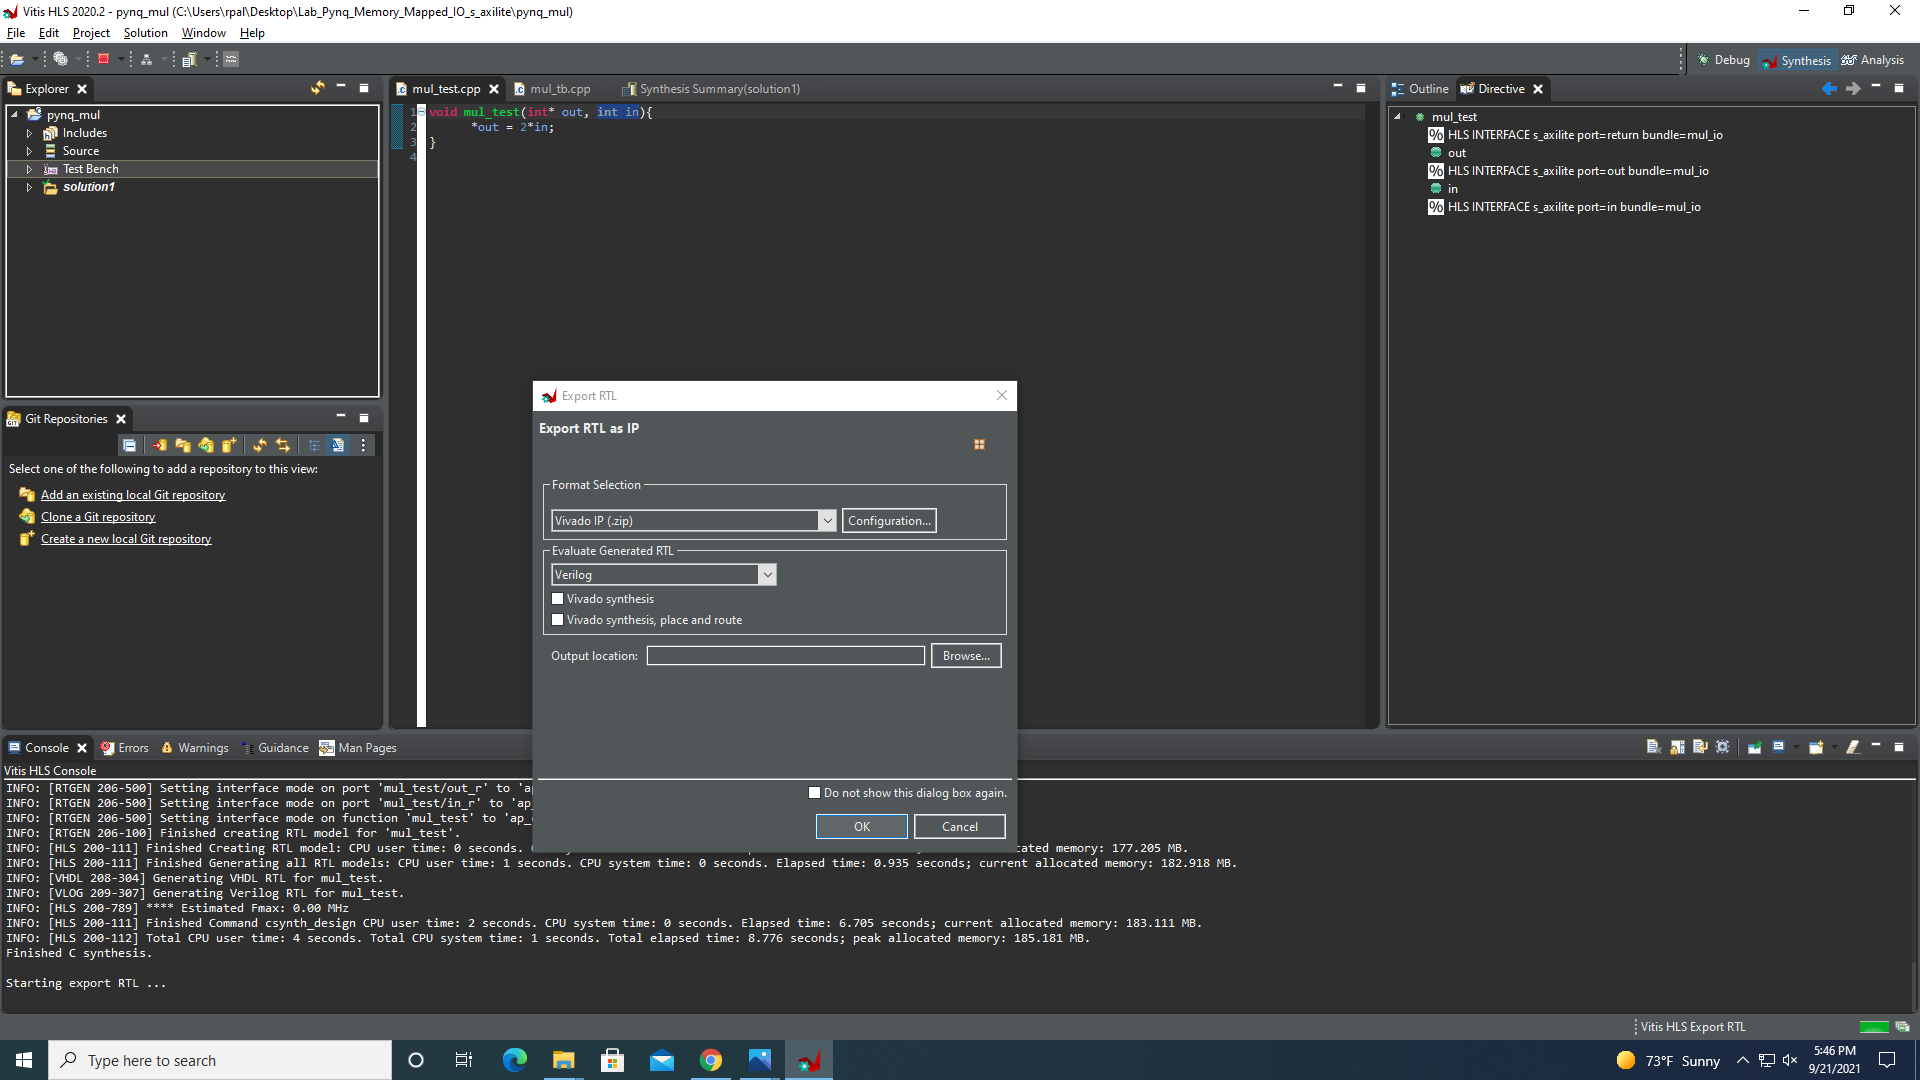 Vitis HLS 2020.2 - pynq_mul (C:\Users\rpal\Desktop\Lab_Pynq_Memory_Mapped_IO_s_axilite\pynq_mul)
File Edit Project Solution Window Help
Debug Synthesis Analysis
Explorer
pynq_mul
Includes
Source
Test Bench
solution1
Git Repositories
Select one of the following to add a repository to this view:
Add an existing local Git repository
Clone a Git repository
Create a new local Git repository
mul_test.cpp mul_tb.cpp Synthesis Summary(solution1)
1 void mul_test(int* out, int in){
2 *out = 2*in;
3 }
4
Outline Directive
mul_test
% HLS INTERFACE s_axilite port=return bundle=mul_io
out
% HLS INTERFACE s_axilite port=out bundle=mul_io
in
% HLS INTERFACE s_axilite port=in bundle=mul_io
Export RTL
Export RTL as IP
Format Selection
Vivado IP (.zip) Configuration...
Evaluate Generated RTL
Verilog
Vivado synthesis
Vivado synthesis, place and route
Output location: Browse...
Do not show this dialog box again.
OK Cancel
Console Errors Warnings Guidance Man Pages
Vitis HLS Console
INFO: [RTGEN 206-500] Setting interface mode on port 'mul_test/out_r' to 'a
INFO: [RTGEN 206-500] Setting interface mode on port 'mul_test/in_r' to 'ap_
INFO: [RTGEN 206-500] Setting interface mode on function 'mul_test' to 'ap_
INFO: [RTGEN 206-100] Finished creating RTL model for 'mul_test'.
INFO: [HLS 200-111] Finished Creating RTL model: CPU user time: 0 seconds. cated memory: 177.205 MB.
INFO: [HLS 200-111] Finished Generating all RTL models: CPU user time: 1 seconds. CPU system time: 0 seconds. Elapsed time: 0.935 seconds; current allocated memory: 182.918 MB.
INFO: [VHDL 208-304] Generating VHDL RTL for mul_test.
INFO: [VLOG 209-307] Generating Verilog RTL for mul_test.
INFO: [HLS 200-789] **** Estimated Fmax: 0.00 MHz
INFO: [HLS 200-111] Finished Command csynth_design CPU user time: 2 seconds. CPU system time: 0 seconds. Elapsed time: 6.705 seconds; current allocated memory: 183.111 MB.
INFO: [HLS 200-112] Total CPU user time: 4 seconds. Total CPU system time: 1 seconds. Total elapsed time: 8.776 seconds; peak allocated memory: 185.181 MB.
Finished C synthesis.
Starting export RTL ...
Vitis HLS Export RTL
Type here to search
73°F Sunny
5:46 PM
9/21/2021